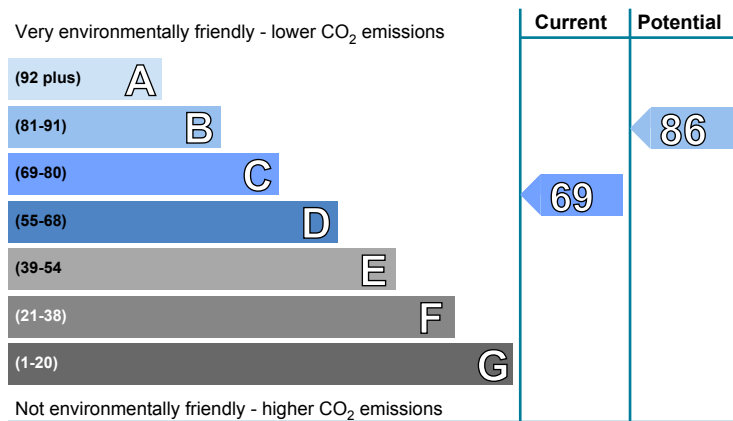 Very environmentally friendly - lower CO2 emissions
Current
Potential
(92 plus) A
(81-91) B
(69-80) C
(55-68) D
(39-54 E
(21-38) F
(1-20) G
86
69
Not environmentally friendly - higher CO2 emissions